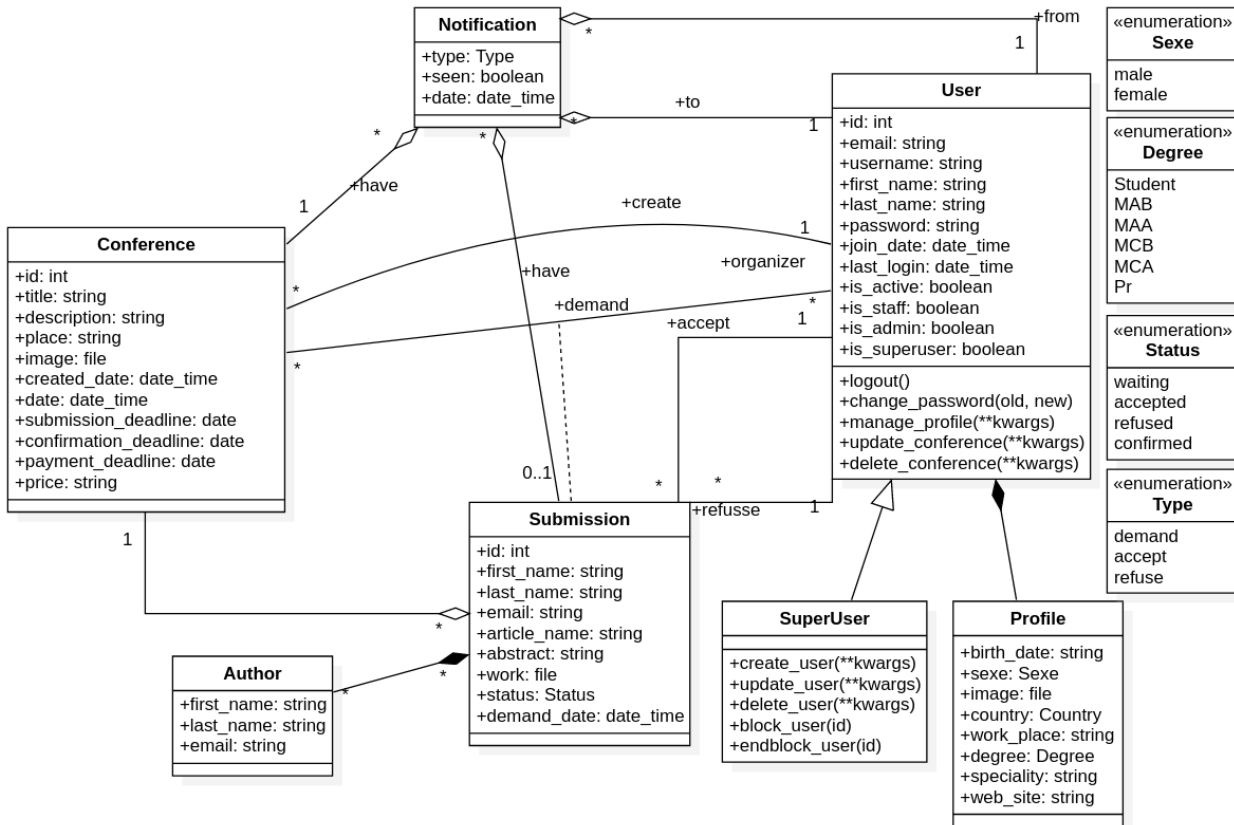 Notification
+type: Type
+seen: boolean
+date: date_time
*
+from
1
+to
*
1
*
+have
1
*
+have
0..1
+create
1
*
+organizer
+demand
*
*
+accept
1
*
*
+refusse
1
User
+id: int
+email: string
+username: string
+first_name: string
+last_name: string
+password: string
+join_date: date_time
+last_login: date_time
+is_active: boolean
+is_staff: boolean
+is_admin: boolean
+is_superuser: boolean
+logout()
+change_password(old, new)
+manage_profile(**kwargs)
+update_conference(**kwargs)
+delete_conference(**kwargs)
«enumeration»
Sexe
male
female
«enumeration»
Degree
Student
MAB
MAA
MCB
MCA
Pr
«enumeration»
Status
waiting
accepted
refused
confirmed
«enumeration»
Type
demand
accept
refuse
Conference
+id: int
+title: string
+description: string
+place: string
+image: file
+created_date: date_time
+date: date_time
+submission_deadline: date
+confirmation_deadline: date
+payment_deadline: date
+price: string
1
*
Submission
+id: int
+first_name: string
+last_name: string
+email: string
+article_name: string
+abstract: string
+work: file
+status: Status
+demand_date: date_time
*
*
Author
+first_name: string
+last_name: string
+email: string
SuperUser
+create_user(**kwargs)
+update_user(**kwargs)
+delete_user(**kwargs)
+block_user(id)
+endblock_user(id)
Profile
+birth_date: string
+sexe: Sexe
+image: file
+country: Country
+work_place: string
+degree: Degree
+speciality: string
+web_site: string